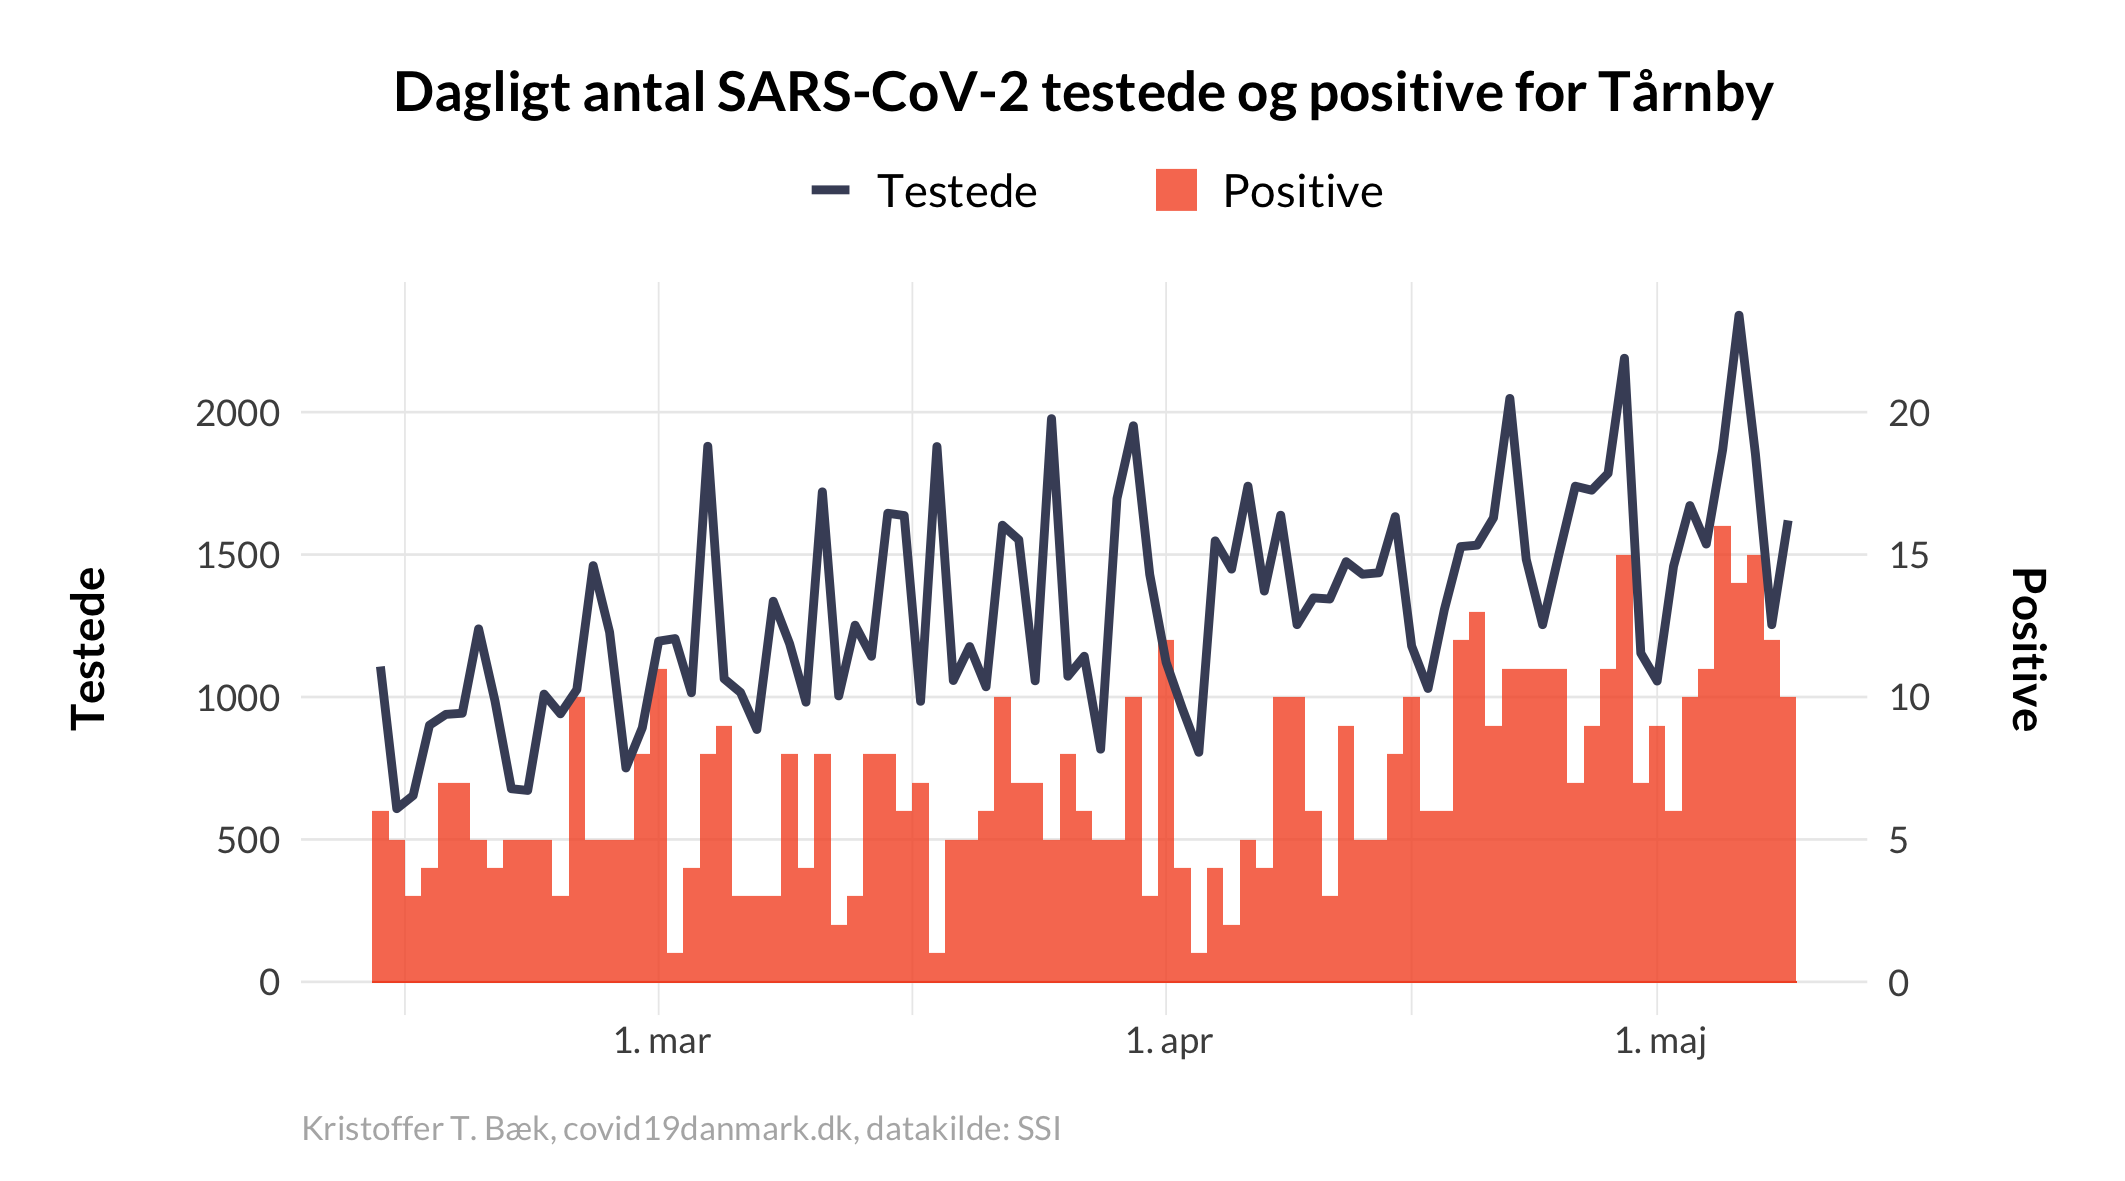 Dagligt antal SARS-CoV-2 testede og positive for Tårnby
Testede Positive
Testede
2000
1500
1000
500
0
20
15
10
5
0
Positive
1. mar 1. apr 1. maj
Kristoffer T. Bæk, covid19danmark.dk, datakilde: SSI